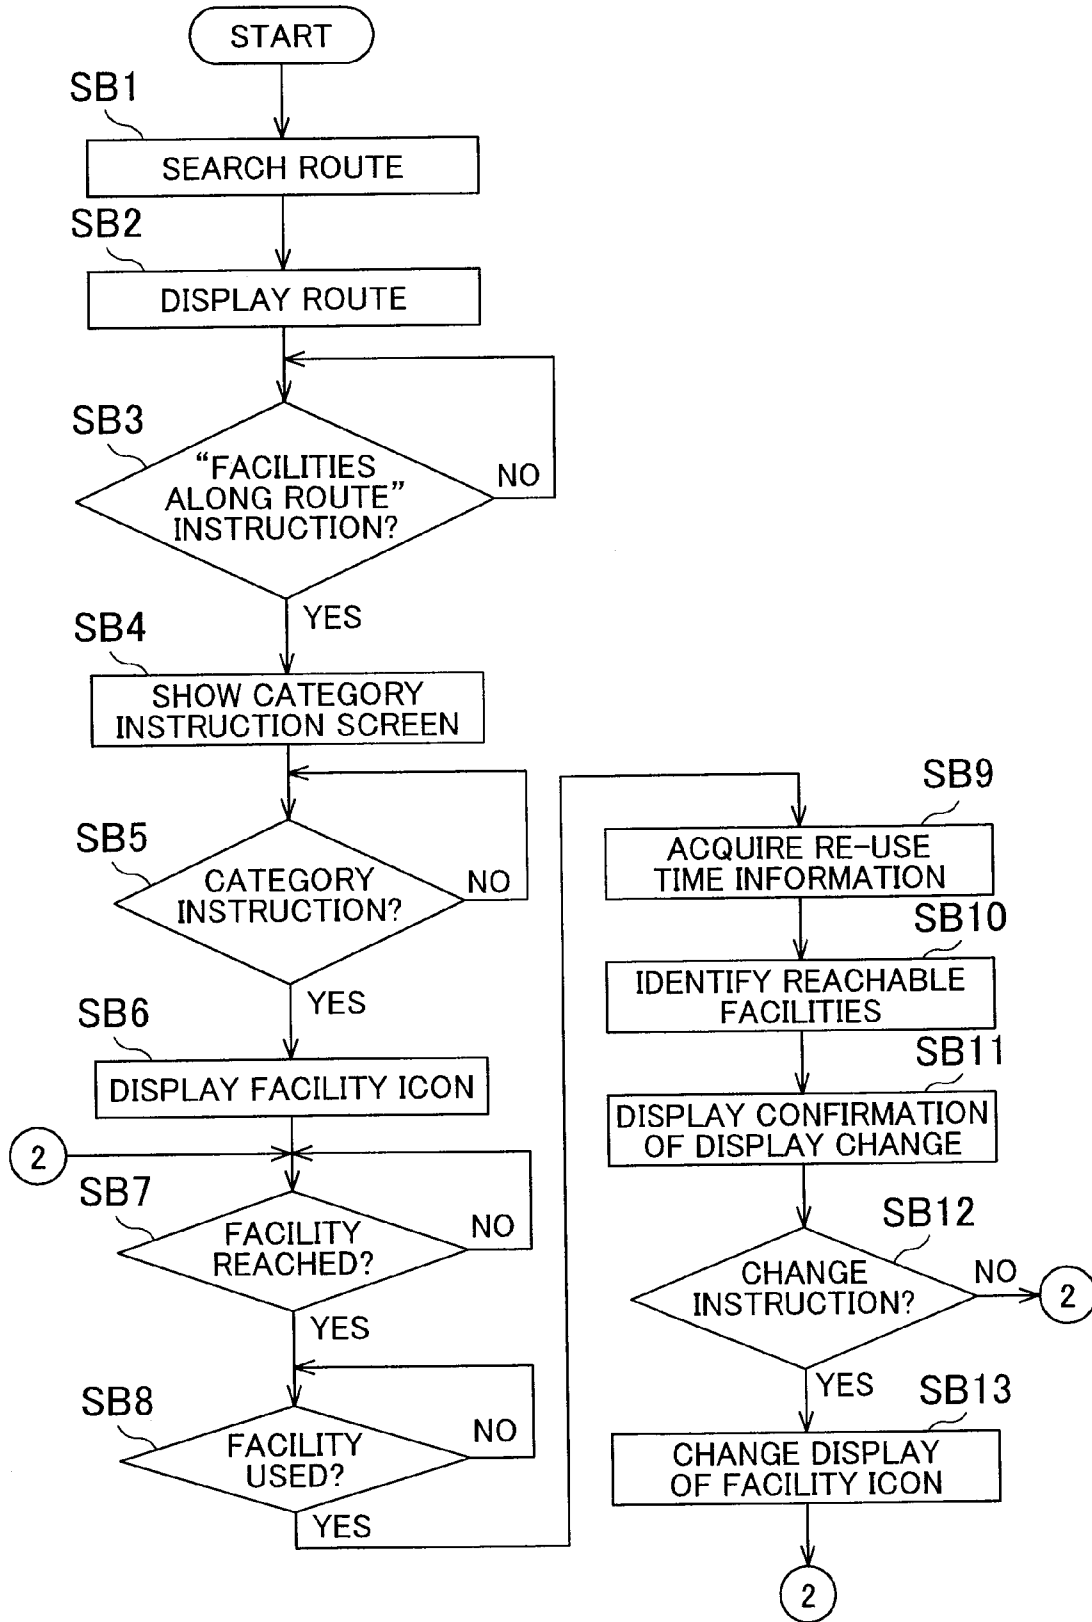 START
SB1
SEARCH ROUTE
SB2
DISPLAY ROUTE
SB3
“FACILITIES
ALONG ROUTE”
INSTRUCTION?
NO
YES
SB4
SHOW CATEGORY
INSTRUCTION SCREEN
SB5
CATEGORY
INSTRUCTION?
NO
YES
SB6
DISPLAY FACILITY ICON
2
SB7
FACILITY
REACHED?
NO
YES
SB8
FACILITY
USED?
NO
YES
SB9
ACQUIRE RE-USE
TIME INFORMATION
SB10
IDENTIFY REACHABLE
FACILITIES
SB11
DISPLAY CONFIRMATION
OF DISPLAY CHANGE
SB12
CHANGE
INSTRUCTION?
NO
2
YES
SB13
CHANGE DISPLAY
OF FACILITY ICON
2